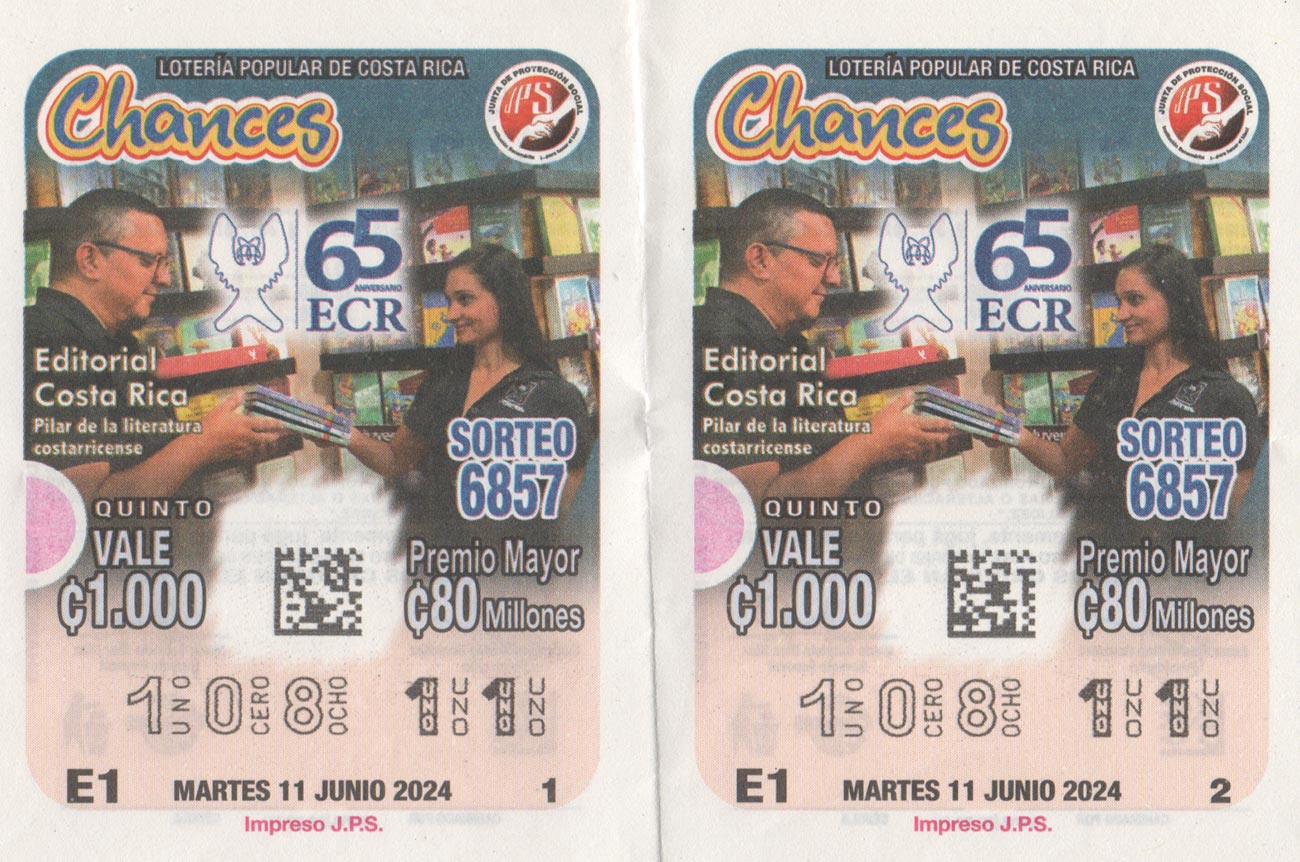 LOTERÍA POPULAR DE COSTA RICA
Chances
JUNTA DE PROTECCIÓN SOCIAL
JPS
65
ANIVERSARIO
ECR
Editorial
Costa Rica
Pilar de la literatura
costarricense
SORTEO
6857
QUINTO
VALE
₡1.000
Premio Mayor
₡80 Millones
1 UNO 0 CERO 8 OCHO 1 UNO UNO 1 UNO UNO
E1 MARTES 11 JUNIO 2024 1
Impreso J.P.S.
LOTERÍA POPULAR DE COSTA RICA
Chances
JUNTA DE PROTECCIÓN SOCIAL
JPS
65
ANIVERSARIO
ECR
Editorial
Costa Rica
Pilar de la literatura
costarricense
SORTEO
6857
QUINTO
VALE
₡1.000
Premio Mayor
₡80 Millones
1 UNO 0 CERO 8 OCHO 1 UNO UNO 1 UNO UNO
E1 MARTES 11 JUNIO 2024 2
Impreso J.P.S.